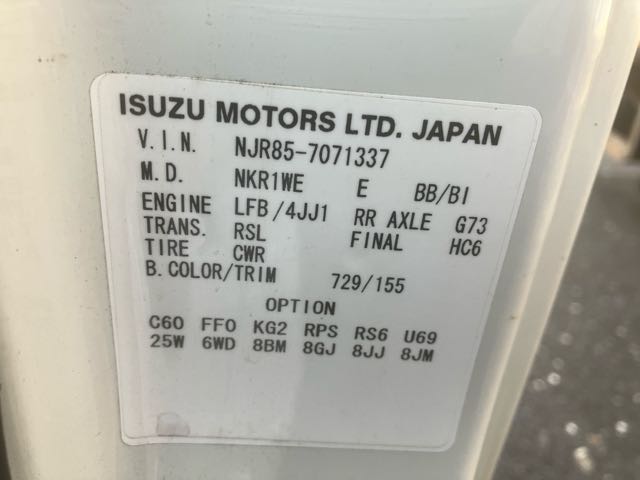 ISUZU MOTORS LTD. JAPAN
V.I.N. NJR85-7071337
M.D. NKR1WE E BB/BI
ENGINE LFB/4JJ1 RR AXLE G73
TRANS. RSL FINAL HC6
TIRE CWR
B.COLOR/TRIM 729/155
OPTION
C60 FF0 KG2 RPS RS6 U69
25W 6WD 8BM 8GJ 8JJ 8JM